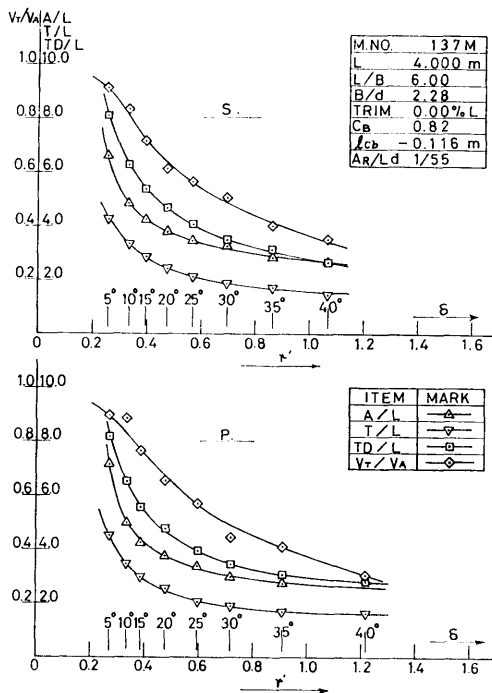 VT/VA A/L
T/L
TD/L
1.0 10.0
0.8 8.0
0.6 6.0
0.4 4.0
0.2 2.0
S.
M.NO. 137M
L 4.000 m
L/B 6.00
B/d 2.28
TRIM 0.00% L
CB 0.82
lcb -0.116 m
AR/Ld 1/55
5° 10° 15° 20° 25° 30° 35° 40° δ
0.2 0.4 0.6 0.8 1.0 1.2 1.4 1.6
r'
1.0 10.0
0.8 8.0
0.6 6.0
0.4 4.0
0.2 2.0
P.
ITEM MARK
A/L
T/L
TD/L
VT/VA
5° 10° 15° 20° 25° 30° 35° 40° δ
0 0.2 0.4 0.6 0.8 1.0 1.2 1.4 1.6
r'